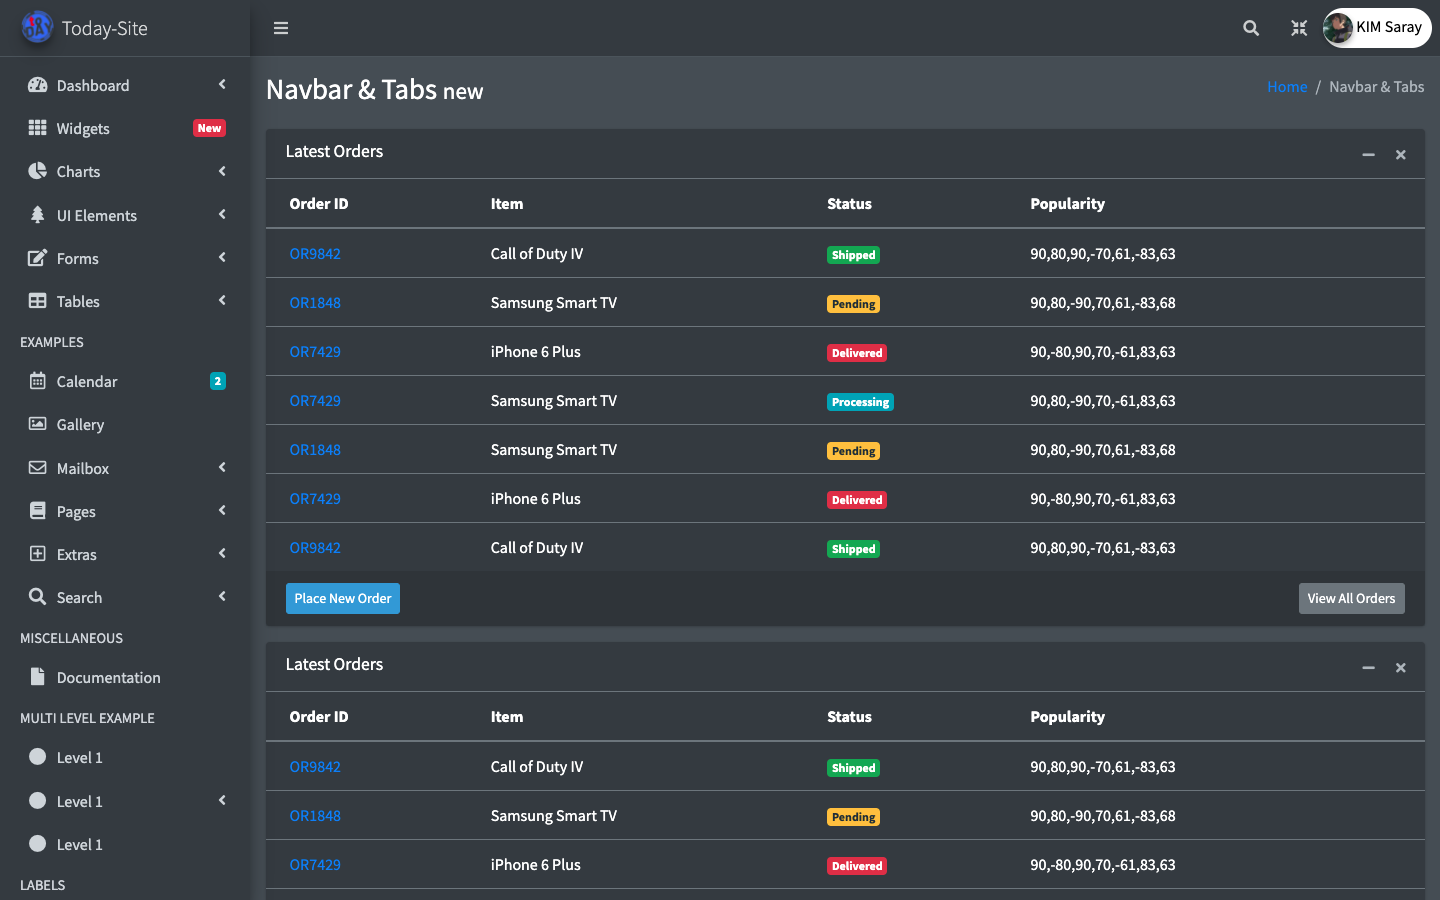 Today-Site
KIM Saray
Dashboard
Widgets New
Charts
UI Elements
Forms
Tables
EXAMPLES
Calendar 2
Gallery
Mailbox
Pages
Extras
Search
MISCELLANEOUS
Documentation
MULTI LEVEL EXAMPLE
Level 1
Level 1
Level 1
LABELS
Navbar & Tabs new
Home / Navbar & Tabs
Latest Orders
Order ID Item Status Popularity
OR9842 Call of Duty IV Shipped 90,80,90,-70,61,-83,63
OR1848 Samsung Smart TV Pending 90,80,-90,70,61,-83,68
OR7429 iPhone 6 Plus Delivered 90,-80,90,70,-61,83,63
OR7429 Samsung Smart TV Processing 90,80,-90,70,-61,83,63
OR1848 Samsung Smart TV Pending 90,80,-90,70,61,-83,68
OR7429 iPhone 6 Plus Delivered 90,-80,90,70,-61,83,63
OR9842 Call of Duty IV Shipped 90,80,90,-70,61,-83,63
Place New Order View All Orders
Latest Orders
Order ID Item Status Popularity
OR9842 Call of Duty IV Shipped 90,80,90,-70,61,-83,63
OR1848 Samsung Smart TV Pending 90,80,-90,70,61,-83,68
OR7429 iPhone 6 Plus Delivered 90,-80,90,70,-61,83,63